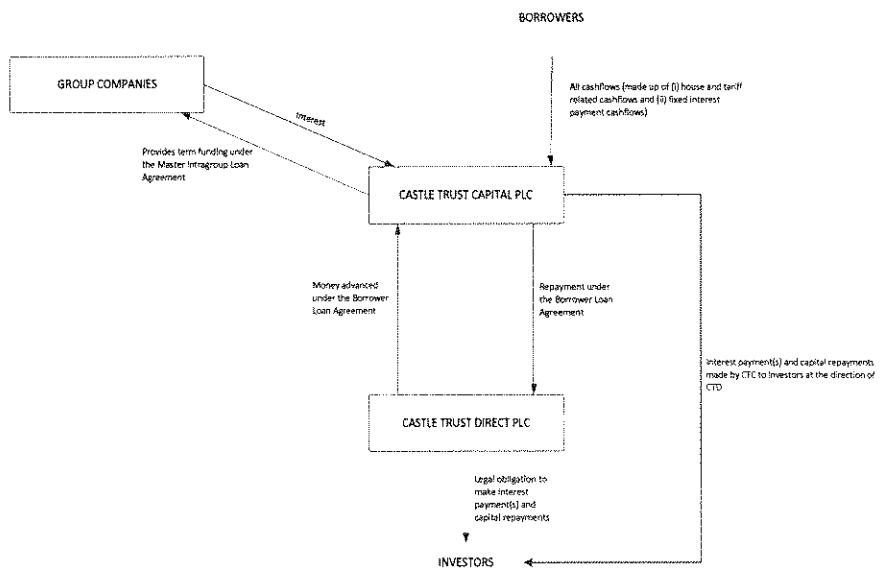 BORROWERS
GROUP COMPANIES
All cashflows (made up of (i) house and tariff
related cashflows and (ii) fixed interest
payment cashflows)
Interest
Provides term funding under
the Master Intragroup Loan
Agreement
CASTLE TRUST CAPITAL PLC
Money advanced
under the Borrower
Loan Agreement
Repayment under
the Borrower Loan
Agreement
Interest payment(s) and capital repayments
made by CTC to Investors at the direction of
CTD
CASTLE TRUST DIRECT PLC
Legal obligation to
make interest
payment(s) and
capital repayments
INVESTORS